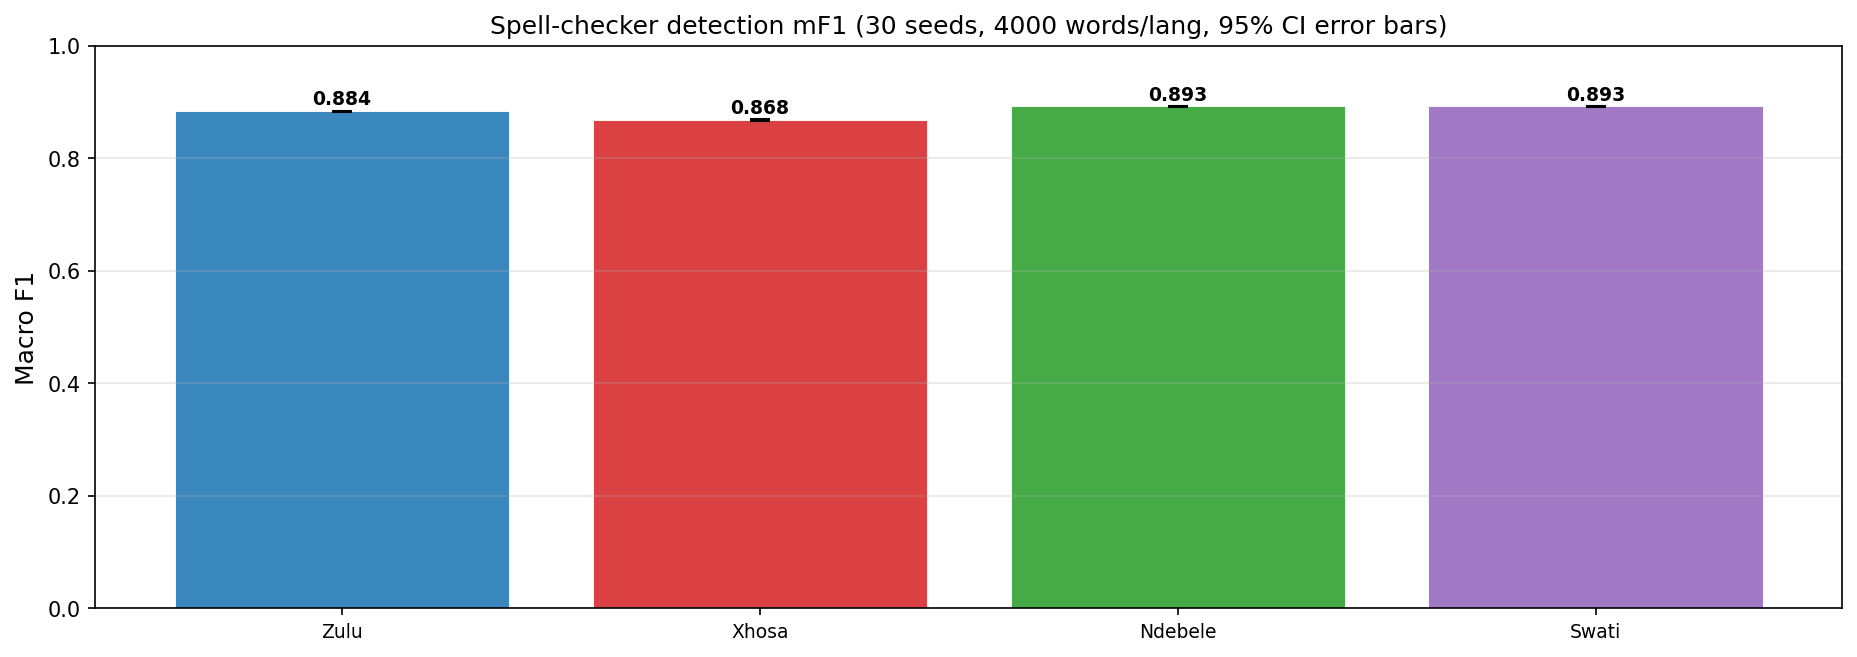 Spell-checker detection mF1 (30 seeds, 4000 words/lang, 95% CI error bars)
Macro F1
1.0
0.8
0.6
0.4
0.2
0.0
0.884
0.868
0.893
0.893
Zulu
Xhosa
Ndebele
Swati